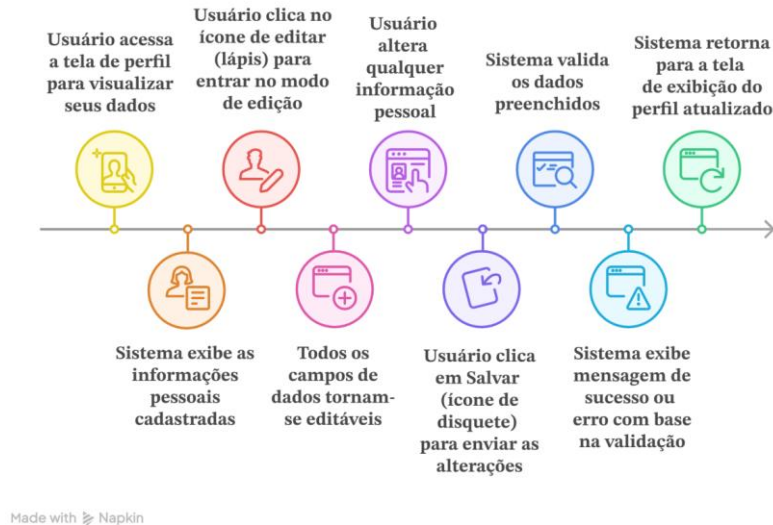 Usuário acessa
a tela de perfil
para visualizar
seus dados
Sistema exibe as
informações
pessoais
cadastradas
Usuário clica no
ícone de editar
(lápis) para
entrar no modo
de edição
Todos os
campos de
dados tornam-
se editáveis
Usuário
altera
qualquer
informação
pessoal
Usuário clica
em Salvar
(ícone de
disquete)
para enviar as
alterações
Sistema valida
os dados
preenchidos
Sistema exibe
mensagem de
sucesso ou
erro com base
na validação
Sistema retorna
para a tela
de exibição do
perfil atualizado
Made with Napkin